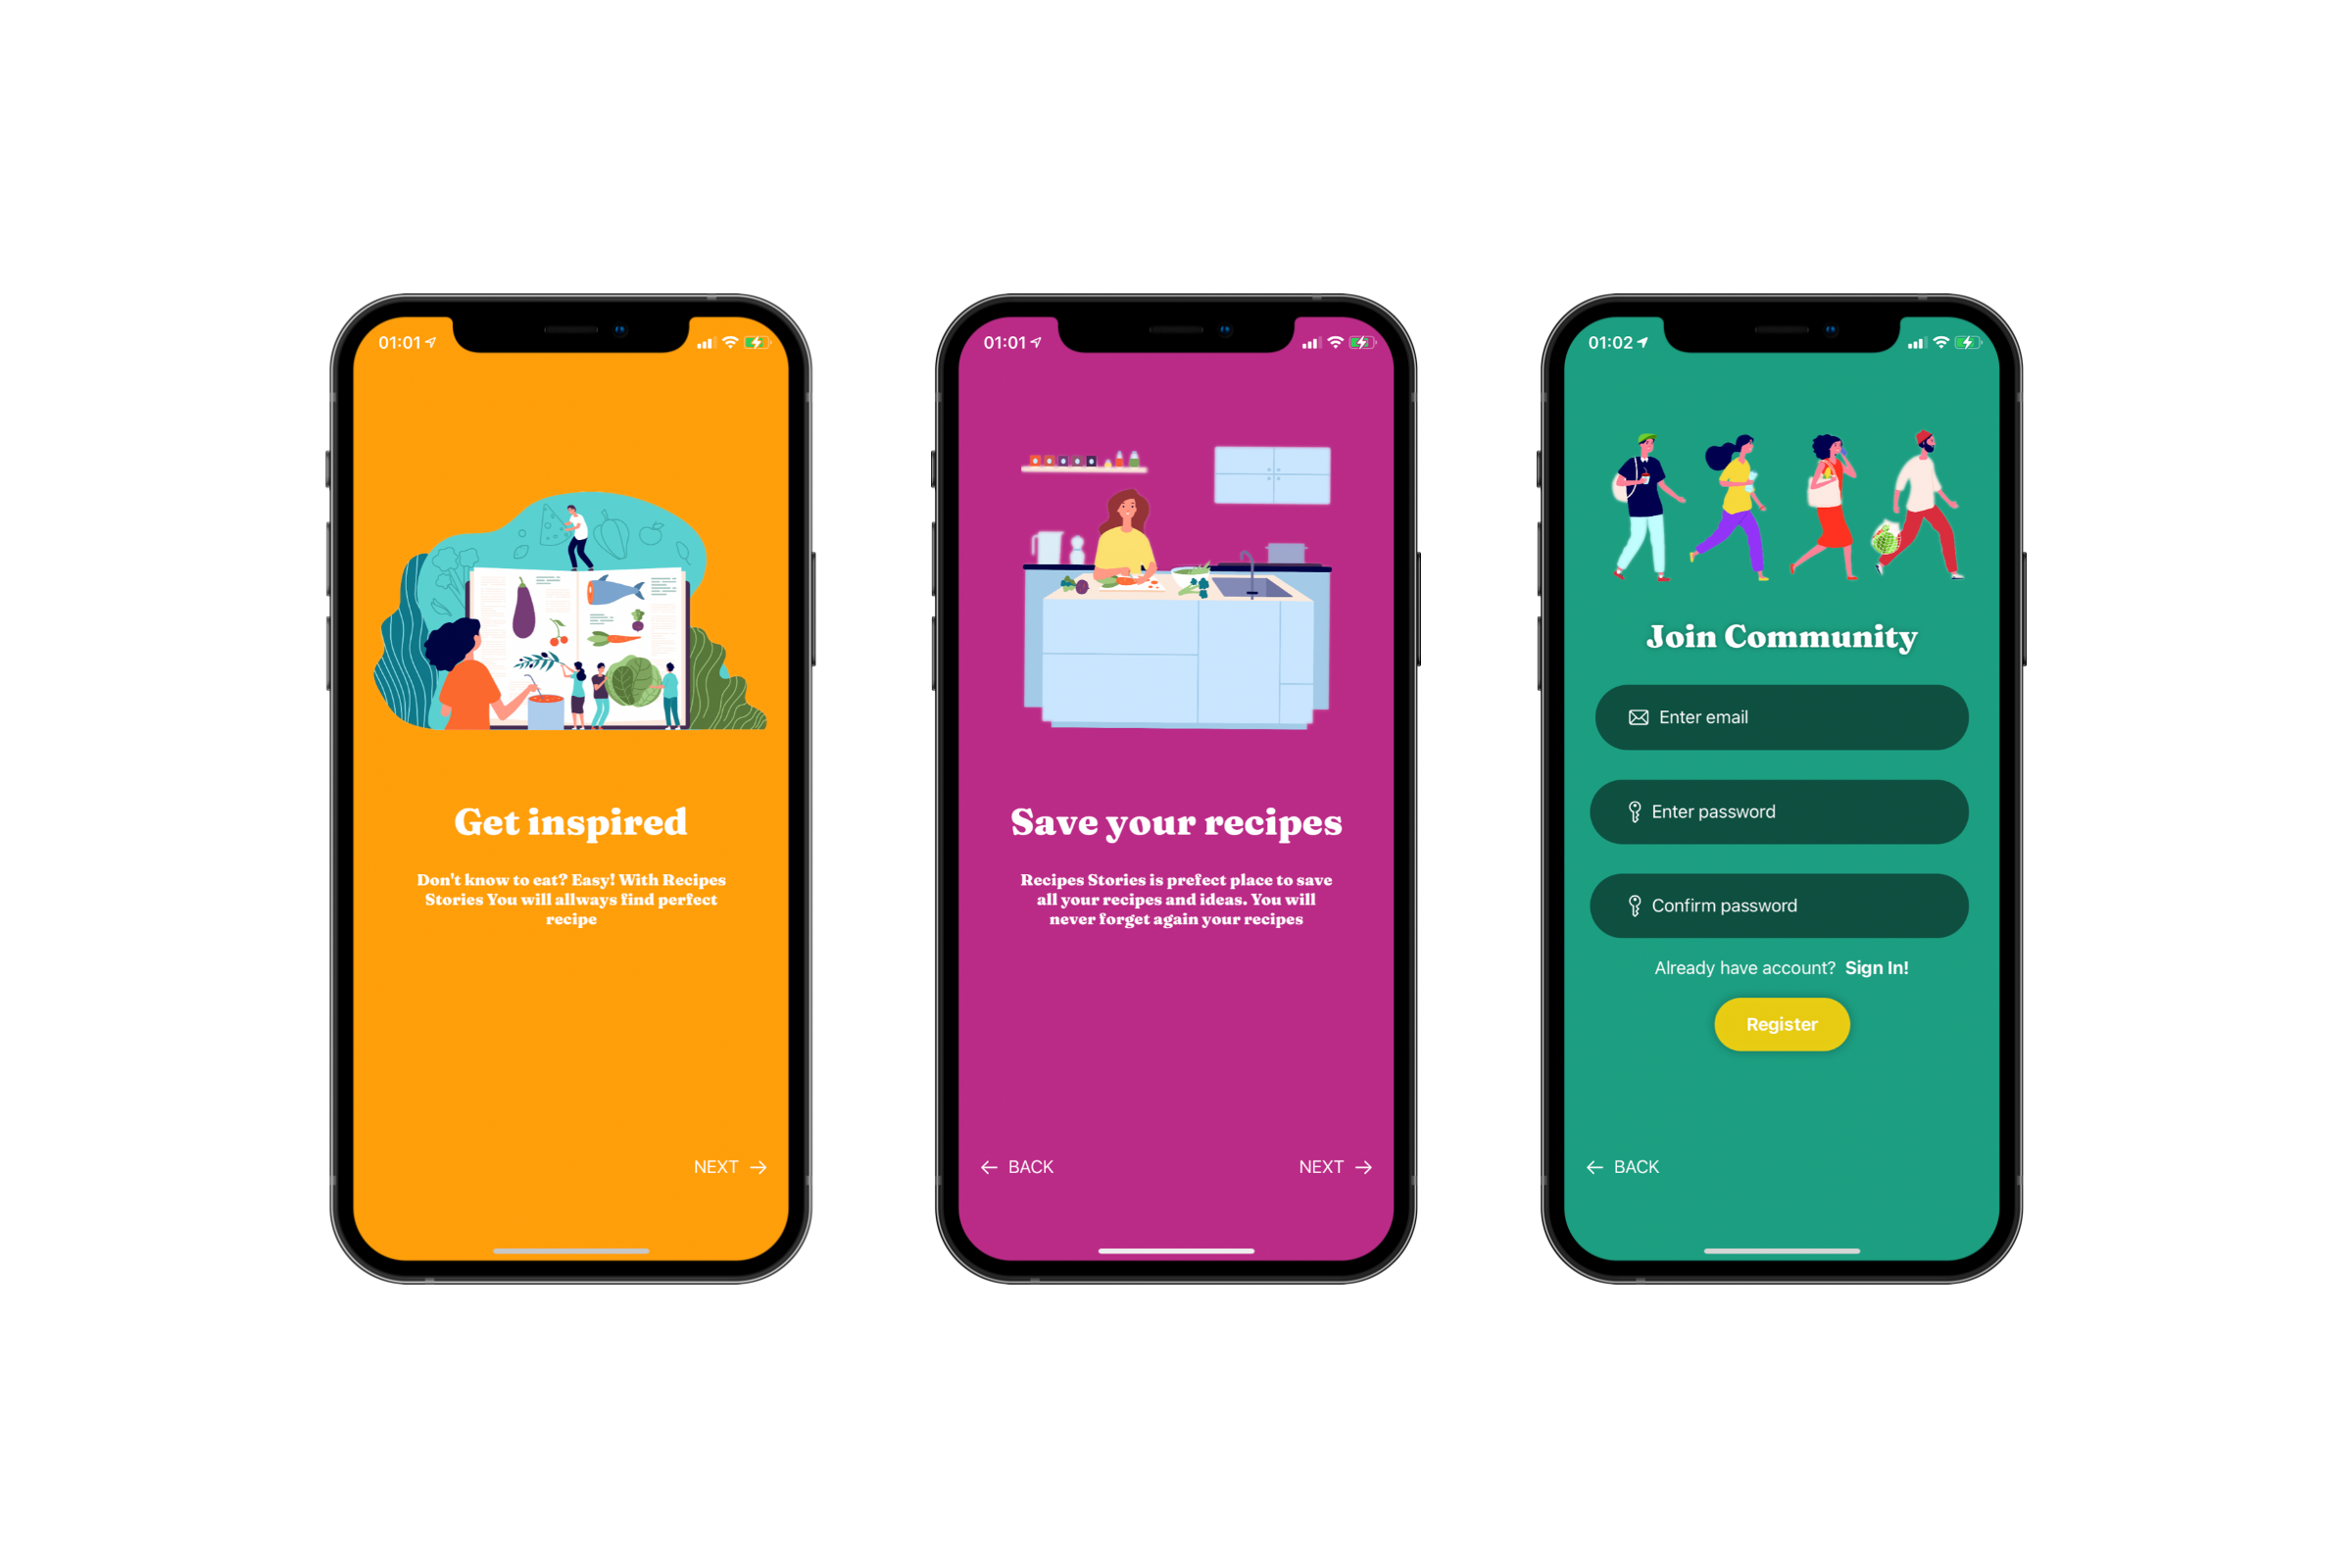 01:01
Get inspired
Don't know to eat? Easy! With Recipes
Stories You will allways find perfect
recipe
NEXT →
01:01
Save your recipes
Recipes Stories is prefect place to save
all your recipes and ideas. You will
never forget again your recipes
← BACK
NEXT →
01:02
Join Community
Enter email
Enter password
Confirm password
Already have account? Sign In!
Register
← BACK